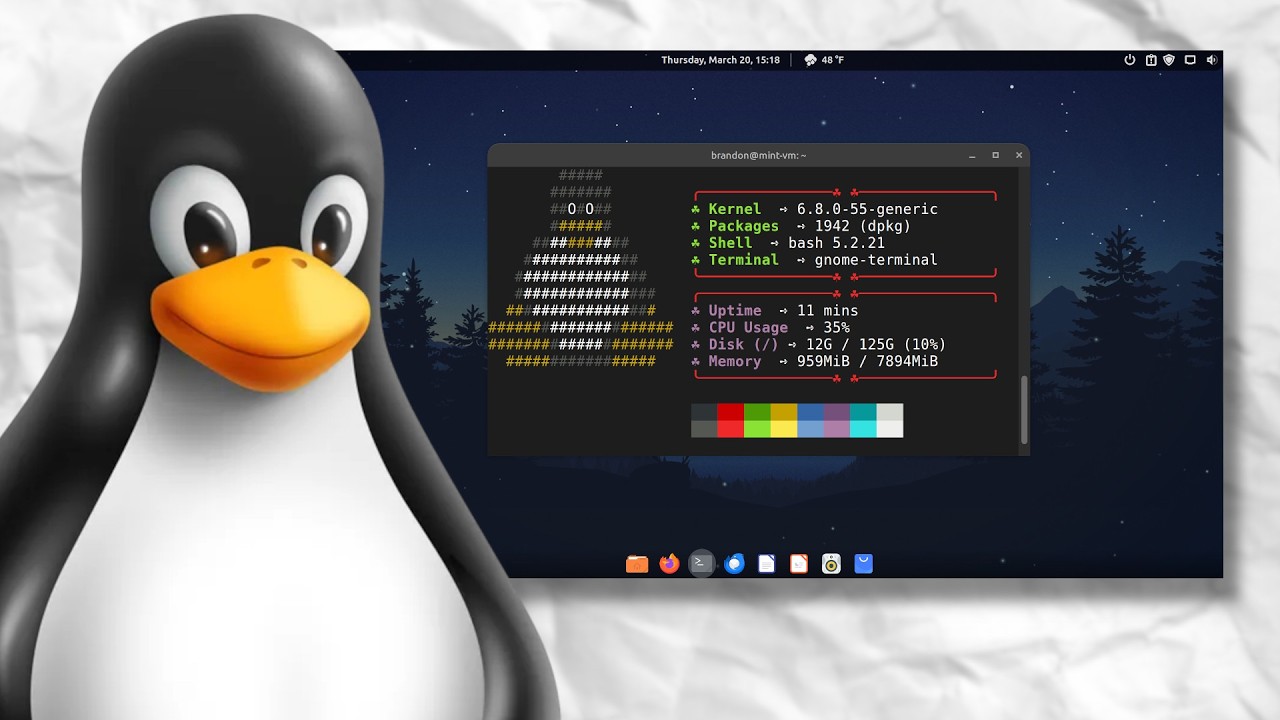 Thursday, March 20, 15:18 48 °F
brandon@mint-vm: ~
#####
#######
##O#O##
#######
###########
#############
###############
################
################# 
#####################
#####################
#################
Kernel ➺ 6.8.0-55-generic
Packages ➺ 1942 (dpkg)
Shell ➺ bash 5.2.21
Terminal ➺ gnome-terminal
Uptime ➺ 11 mins
CPU Usage ➺ 35%
Disk (/) ➺ 12G / 125G (10%)
Memory ➺ 959MiB / 7894MiB